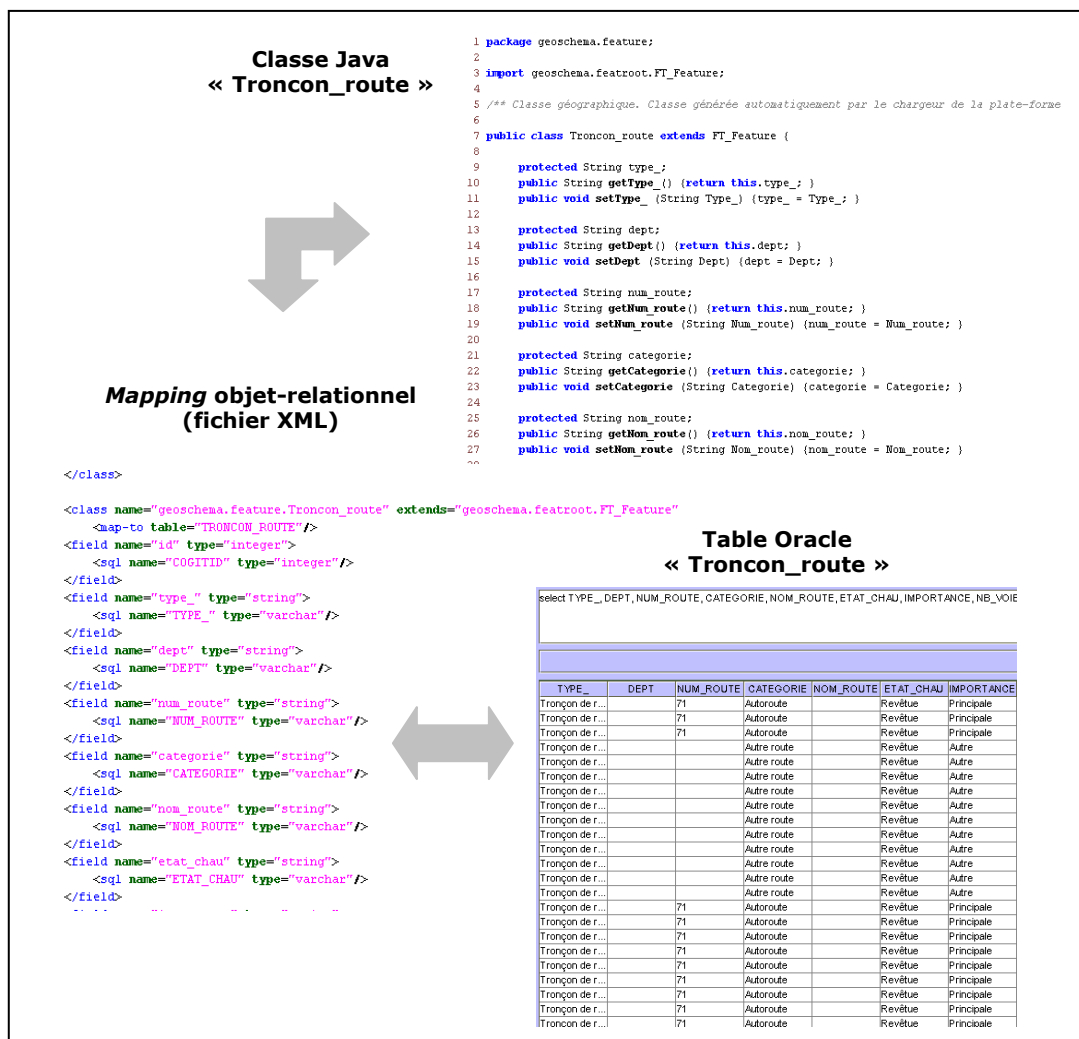 Classe Java
« Troncon_route »
1 package geoschema.feature;
2
3 import geoschema.featroot.FT_Feature;
4
5 /** Classe géographique. Classe générée automatiquement par le chargeur de la plate-forme
6
7 public class Troncon_route extends FT_Feature {
8
9 protected String type_;
10 public String getType_() {return this.type_; }
11 public void setType_ (String Type_) {type_ = Type_; }
12
13 protected String dept;
14 public String getDept() {return this.dept; }
15 public void setDept (String Dept) {dept = Dept; }
16
17 protected String num_route;
18 public String getNum_route() {return this.num_route; }
19 public void setNum_route (String Num_route) {num_route = Num_route; }
20
21 protected String categorie;
22 public String getCategorie() {return this.categorie; }
23 public void setCategorie (String Categorie) {categorie = Categorie; }
24
25 protected String nom_route;
26 public String getNom_route() {return this.nom_route; }
27 public void setNom_route (String Nom_route) {nom_route = Nom_route; }
Mapping objet-relationnel
(fichier XML)
</class>
<class name="geoschema.feature.Troncon_route" extends="geoschema.featroot.FT_Feature"
<map-to table="TRONCON_ROUTE"/>
<field name="id" type="integer">
<sql name="COGITID" type="integer"/>
</field>
<field name="type_" type="string">
<sql name="TYPE_" type="varchar"/>
</field>
<field name="dept" type="string">
<sql name="DEPT" type="varchar"/>
</field>
<field name="num_route" type="string">
<sql name="NUM_ROUTE" type="varchar"/>
</field>
<field name="categorie" type="string">
<sql name="CATEGORIE" type="varchar"/>
</field>
<field name="nom_route" type="string">
<sql name="NOM_ROUTE" type="varchar"/>
</field>
<field name="etat_chau" type="string">
<sql name="ETAT_CHAU" type="varchar"/>
</field>
Table Oracle
« Troncon_route »
select TYPE_, DEPT, NUM_ROUTE, CATEGORIE, NOM_ROUTE, ETAT_CHAU, IMPORTANCE, NB_VOIE
TYPE_ DEPT NUM_ROUTE CATEGORIE NOM_ROUTE ETAT_CHAU IMPORTANCE
Tronçon de r... 71 Autoroute Revêtue Principale
Tronçon de r... 71 Autoroute Revêtue Principale
Tronçon de r... 71 Autoroute Revêtue Principale
Tronçon de r... Autre route Revêtue Autre
Tronçon de r... Autre route Revêtue Autre
Tronçon de r... Autre route Revêtue Autre
Tronçon de r... Autre route Revêtue Autre
Tronçon de r... Autre route Revêtue Autre
Tronçon de r... Autre route Revêtue Autre
Tronçon de r... Autre route Revêtue Autre
Tronçon de r... Autre route Revêtue Autre
Tronçon de r... Autre route Revêtue Autre
Tronçon de r... Autre route Revêtue Autre
Tronçon de r... Autre route Revêtue Autre
Tronçon de r... 71 Autoroute Revêtue Principale
Tronçon de r... 71 Autoroute Revêtue Principale
Tronçon de r... 71 Autoroute Revêtue Principale
Tronçon de r... 71 Autoroute Revêtue Principale
Tronçon de r... 71 Autoroute Revêtue Principale
Tronçon de r... 71 Autoroute Revêtue Principale
Tronçon de r... 71 Autoroute Revêtue Principale
Tronçon de r... 71 Autoroute Revêtue Principale
Tronçon de r... 71 Autoroute Revêtue Principale